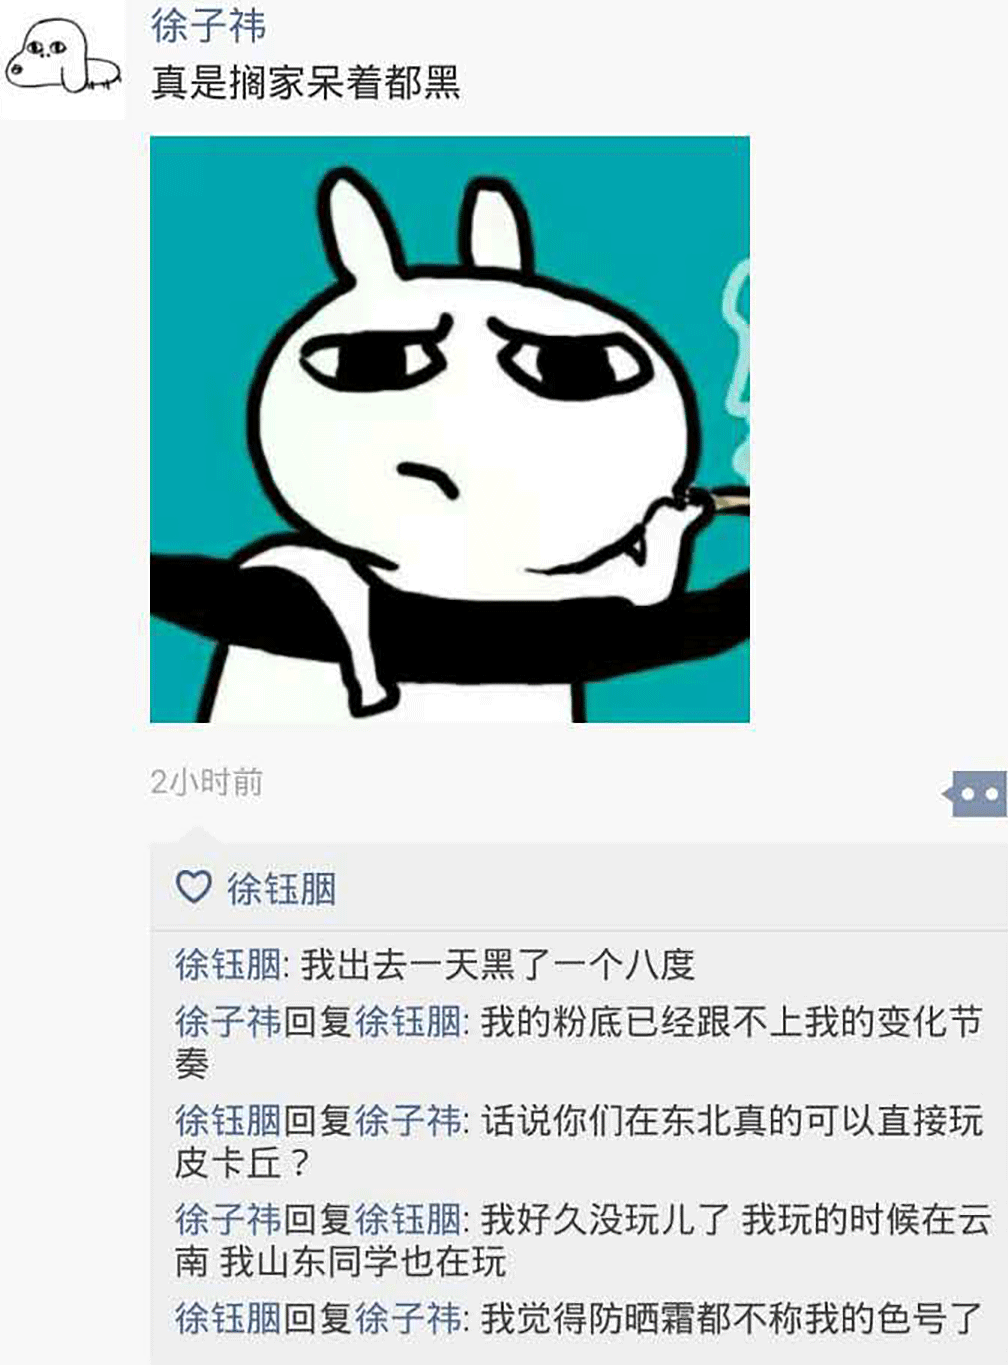 徐子祎
真是搁家呆着都黑
2小时前
徐钰胭
徐钰胭: 我出去一天黑了一个八度
徐子祎回复徐钰胭: 我的粉底已经跟不上我的变化节
奏
徐钰胭回复徐子祎: 话说你们在东北真的可以直接玩
皮卡丘？
徐子祎回复徐钰胭: 我好久没玩儿了 我玩的时候在云
南 我山东同学也在玩
徐钰胭回复徐子祎: 我觉得防晒霜都不称我的色号了